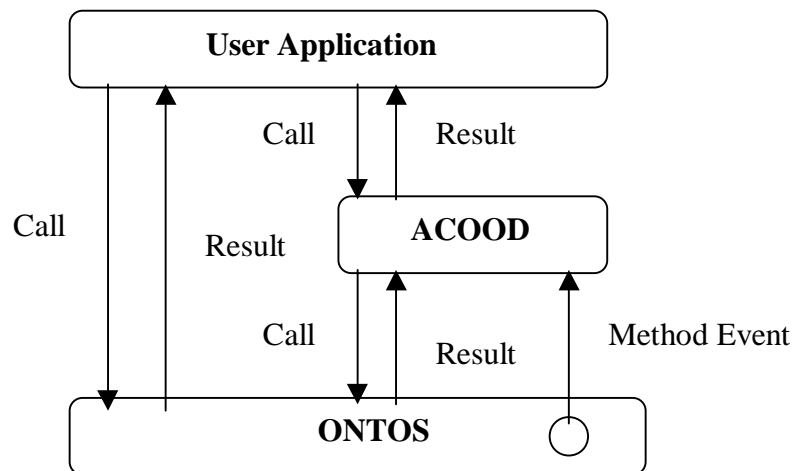 User Application
Call
Result
Call
Result
ACOOD
Call
Result
Method Event
ONTOS